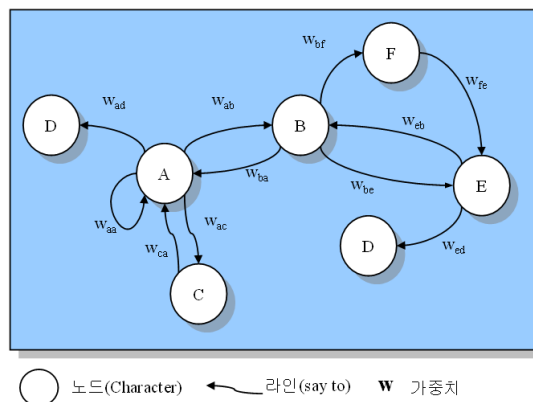 F
W_bf
W_fe
D
W_ad
W_ab
B
W_eb
A
W_ba
W_be
E
W_aa
W_ac
W_ca
D
W_ed
C
노드(Character) 라인(say to) W 가중치